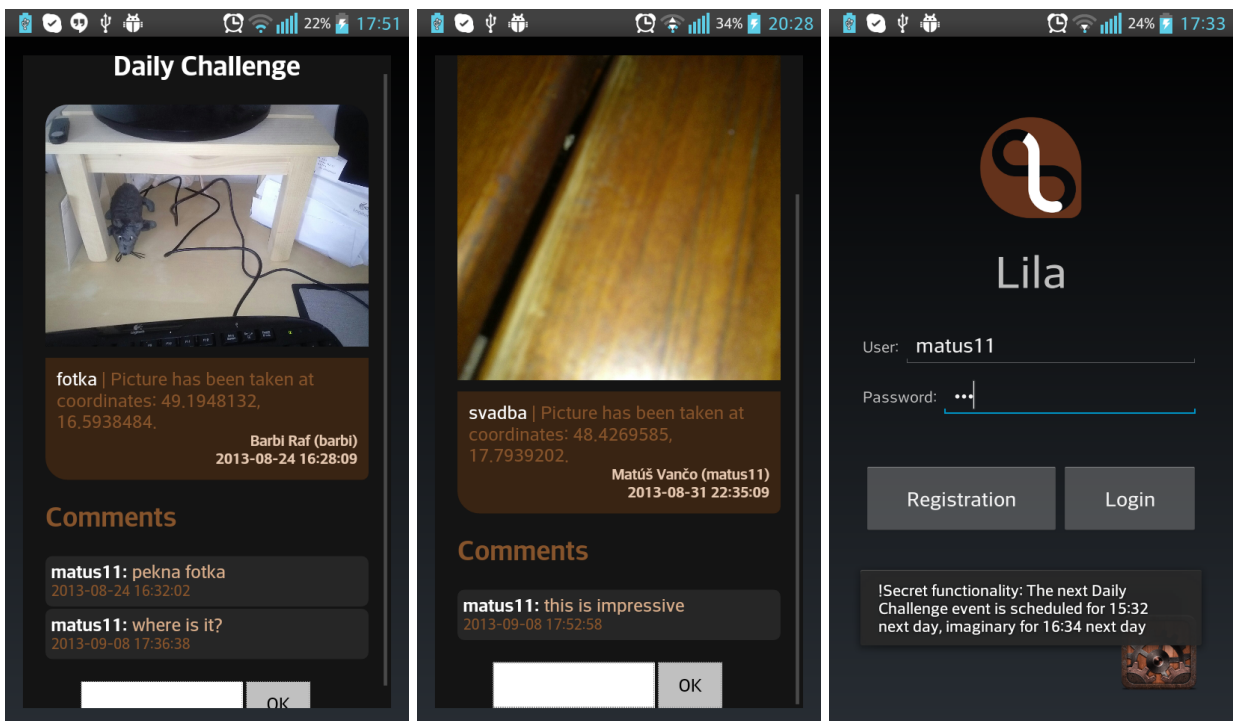 22% 17:51
Daily Challenge
fotka | Picture has been taken at
coordinates: 49.1948132,
16.5938484.
Barbi Raf (barbi)
2013-08-24 16:28:09
Comments
matus11: pekna fotka
2013-08-24 16:32:02
matus11: where is it?
2013-09-08 17:36:38
OK
34% 20:28
svadba | Picture has been taken at
coordinates: 48.4269585,
17.7939202.
Matúš Vančo (matus11)
2013-08-31 22:35:09
Comments
matus11: this is impressive
2013-09-08 17:52:58
OK
24% 17:33
Lila
User: matus11
Password: •••
Registration Login
!Secret functionality: The next Daily
Challenge event is scheduled for 15:32
next day, imaginary for 16:34 next day